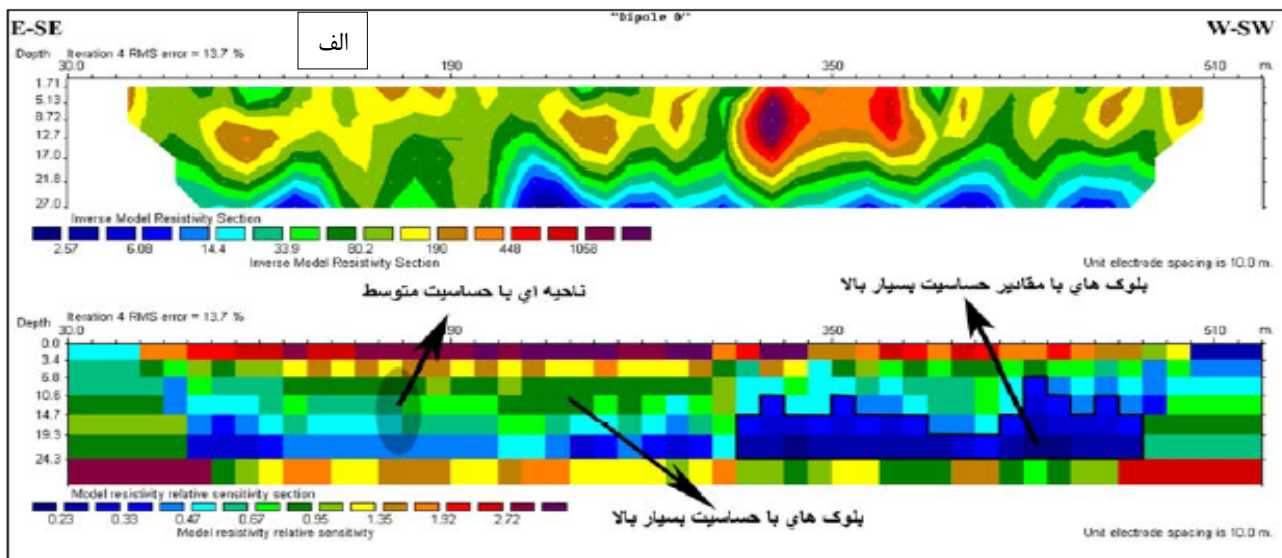 "Dipole D"
E-SE
الف
W-SW
Depth Iteration 4 RMS error = 13.7 %
30.0 190 350 510 m.
1.71
5.13
8.72
12.7
17.0
21.8
27.0
Inverse Model Resistivity Section
2.57 6.08 14.4 33.9 80.2 190 448 1058
Inverse Model Resistivity Section
Unit electrode spacing is 10.0 m.
ناحیه ای با حساسیت متوسط
بلوک های با مقادیر حساسیت بسیار بالا
Depth Iteration 4 RMS error = 13.7 %
30.0 190 350 510 m.
0.0
3.4
6.8
10.6
14.7
19.3
24.3
Model resistivity relative sensitivity section
0.23 0.33 0.47 0.67 0.95 1.35 1.92 2.72
Model resistivity relative sensitivity
بلوک های با حساسیت بسیار بالا
Unit electrode spacing is 10.0 m.